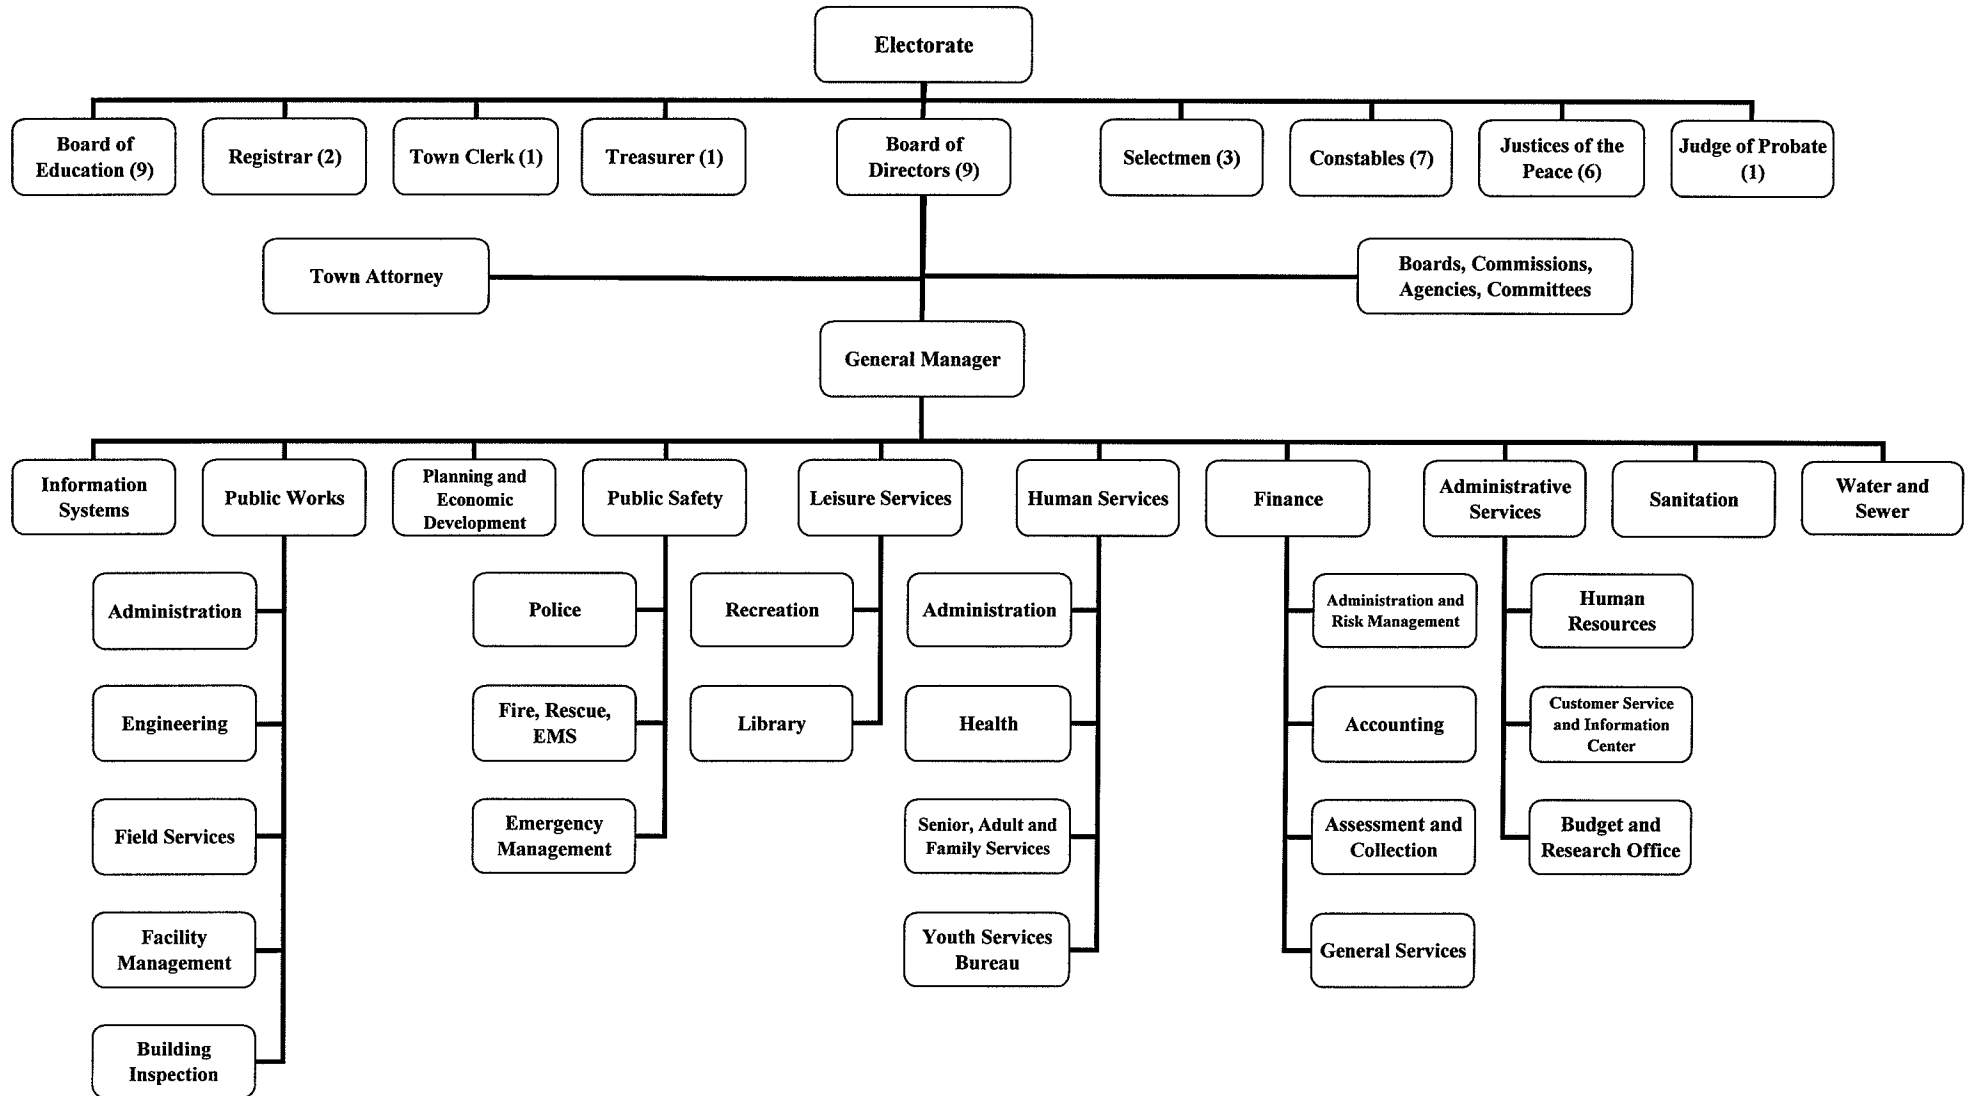 Electorate
Board of
Education (9)
Registrar (2)
Town Clerk (1)
Treasurer (1)
Board of
Directors (9)
Selectmen (3)
Constables (7)
Justices of the
Peace (6)
Judge of Probate
(1)
Town Attorney
Boards, Commissions,
Agencies, Committees
General Manager
Information
Systems
Public Works
Planning and
Economic
Development
Public Safety
Leisure Services
Human Services
Finance
Administrative
Services
Sanitation
Water and
Sewer
Administration
Engineering
Field Services
Facility
Management
Building
Inspection
Police
Fire, Rescue,
EMS
Emergency
Management
Recreation
Library
Administration
Health
Senior, Adult and
Family Services
Youth Services
Bureau
Administration and
Risk Management
Accounting
Assessment and
Collection
General Services
Human
Resources
Customer Service
and Information
Center
Budget and
Research Office